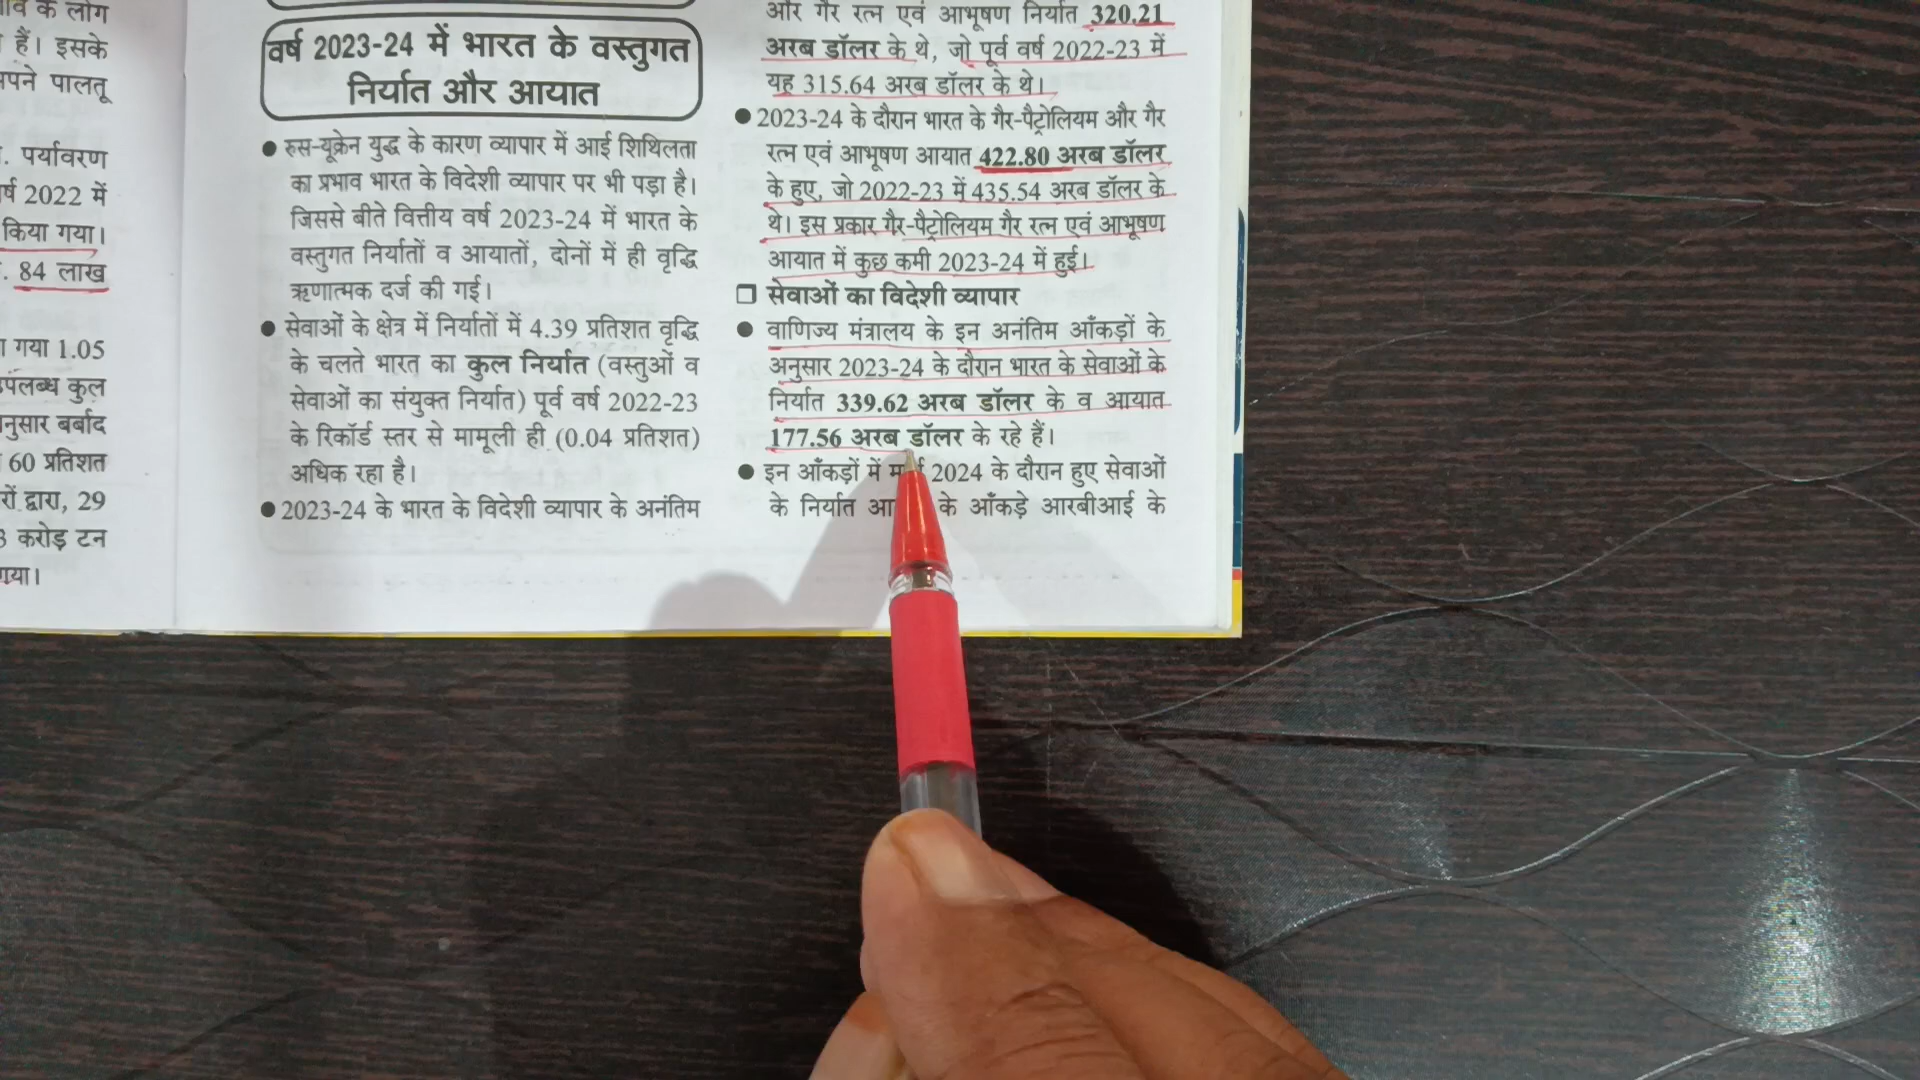 के लोग
हैं। इसके
पालतू
पर्यावरण
2022 में
किया गया।
84 लाख
गया 1.05
कुल
बर्बाद
60 प्रतिशत
द्वारा, 29
करोड़ टन
गया।
वर्ष 2023-24 में भारत के वस्तुगत
निर्यात और आयात
● रुस-यूक्रेन युद्ध के कारण व्यापार में आई शिथिलता
का प्रभाव भारत के विदेशी व्यापार पर भी पड़ा है।
जिससे बीते वित्तीय वर्ष 2023-24 में भारत के
वस्तुगत निर्यातों व आयातों, दोनों में ही वृद्धि
ऋणात्मक दर्ज की गई।
● सेवाओं के क्षेत्र में निर्यातों में 4.39 प्रतिशत वृद्धि
के चलते भारत का कुल निर्यात (वस्तुओं व
सेवाओं का संयुक्त निर्यात) पूर्व वर्ष 2022-23
के रिकॉर्ड स्तर से मामूली ही (0.04 प्रतिशत)
अधिक रहा है।
● 2023-24 के भारत के विदेशी व्यापार के अनंतिम
और गैर रत्न एवं आभूषण निर्यात 320.21
अरब डॉलर के थे, जो पूर्व वर्ष 2022-23 में
यह 315.64 अरब डॉलर के थे।
● 2023-24 के दौरान भारत के गैर-पैट्रोलियम और गैर
रत्न एवं आभूषण आयात 422.80 अरब डॉलर
के हुए, जो 2022-23 में 435.54 अरब डॉलर के
थे। इस प्रकार गैर-पैट्रोलियम गैर रत्न एवं आभूषण
आयात में कुछ कमी 2023-24 में हुई।
❒ सेवाओं का विदेशी व्यापार
● वाणिज्य मंत्रालय के इन अनंतिम आँकड़ों के
अनुसार 2023-24 के दौरान भारत के सेवाओं के
निर्यात 339.62 अरब डॉलर के व आयात
177.56 अरब डॉलर के रहे हैं।
● इन आँकड़ों में 2024 के दौरान हुए सेवाओं
के निर्यात के आँकड़े आरबीआई के